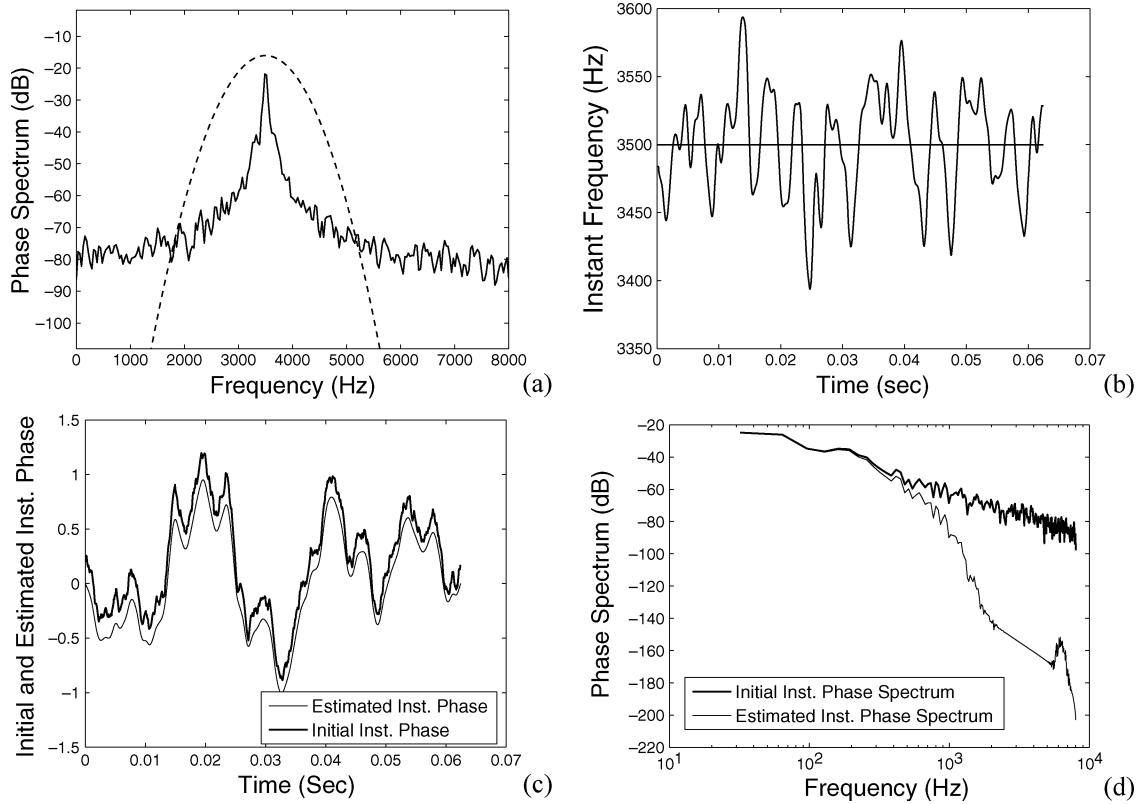 Phase Spectrum (dB)
−10
−20
−30
−40
−50
−60
−70
−80
−90
−100
0 1000 2000 3000 4000 5000 6000 7000 8000
Frequency (Hz)
(a)
Instant Frequency (Hz)
3600
3550
3500
3450
3400
3350
0 0.01 0.02 0.03 0.04 0.05 0.06 0.07
Time (sec)
(b)
Initial and Estimated Inst. Phase
1.5
1
0.5
0
−0.5
−1
−1.5
Estimated Inst. Phase
Initial Inst. Phase
0 0.01 0.02 0.03 0.04 0.05 0.06 0.07
Time (Sec)
(c)
Phase Spectrum (dB)
−20
−40
−60
−80
−100
−120
−140
−160
−180
−200
−220
Initial Inst. Phase Spectrum
Estimated Inst. Phase Spectrum
10^1 10^2 10^3 10^4
Frequency (Hz)
(d)